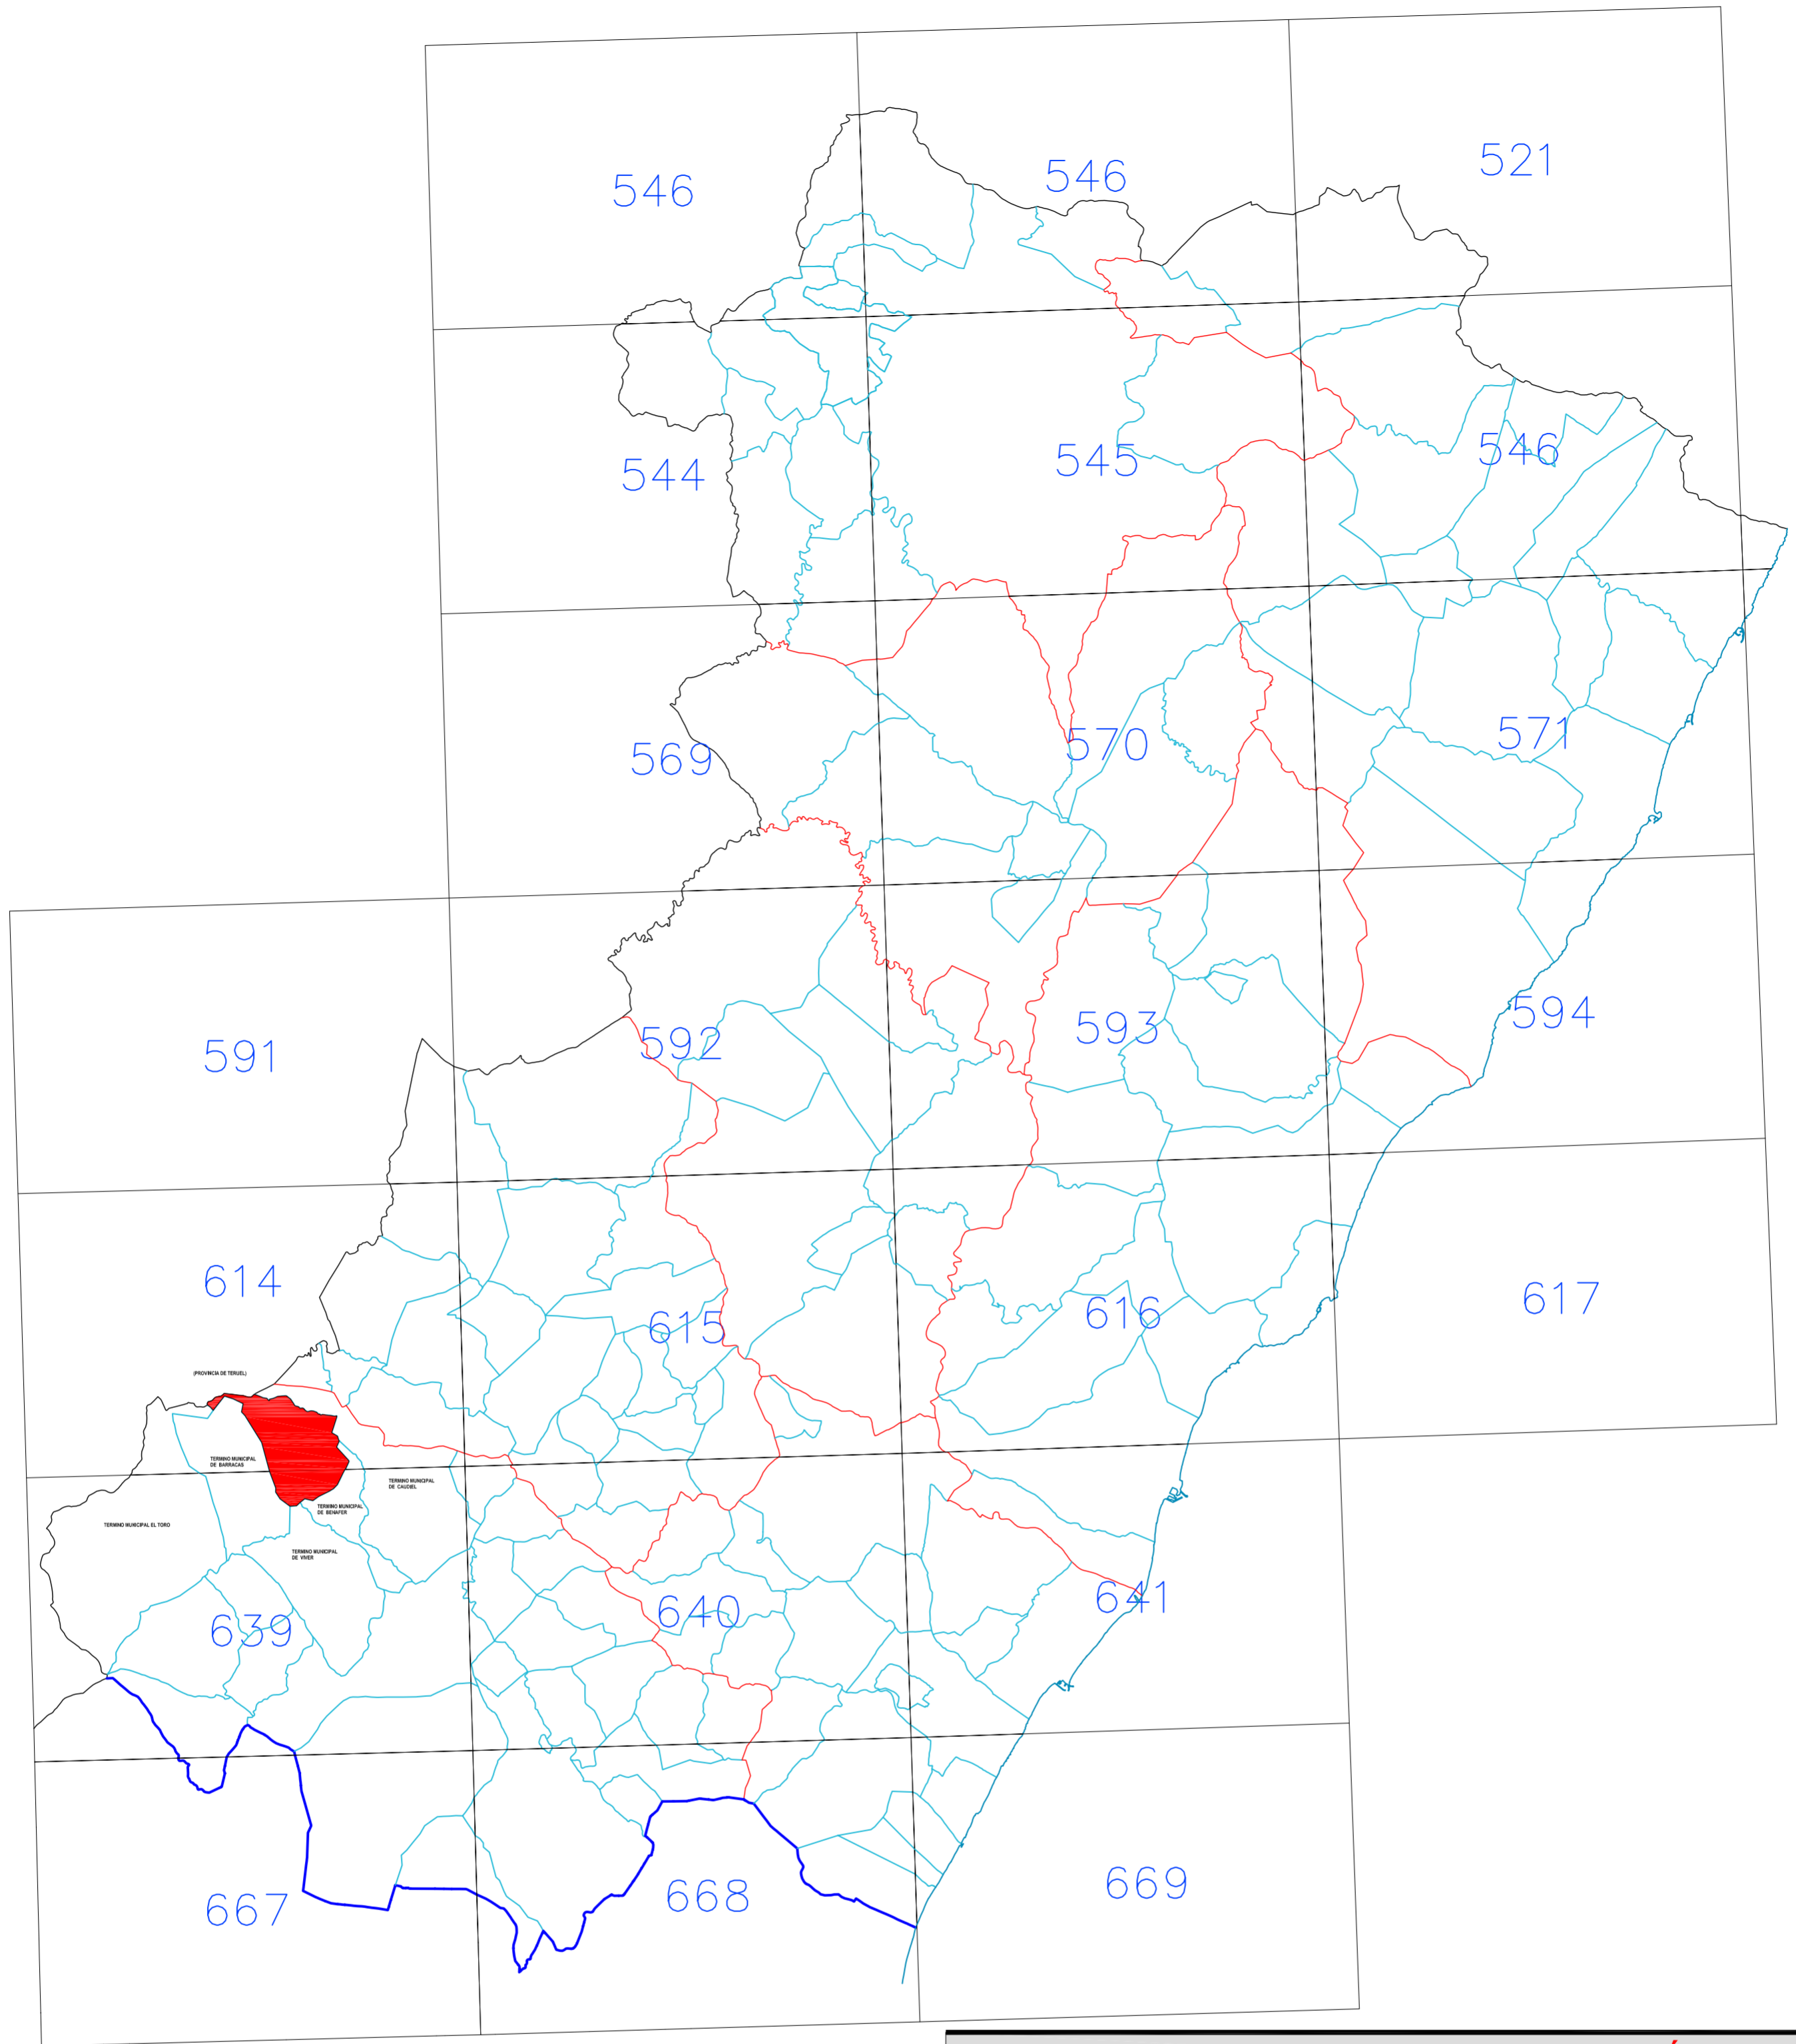 521
546
546
544
545
546
569
570
571
591
592
593
594
614
615
616
617
(PROVINCIA DE TERUEL)
TERMINO MUNICIPAL
DE BARRACAS
TERMINO MUNICIPAL
DE CAUDIEL
TERMINO MUNICIPAL
DE BENAFER
TERMINO MUNICIPAL EL TORO
TERMINO MUNICIPAL
DE VIVER
639
640
641
667
668
669